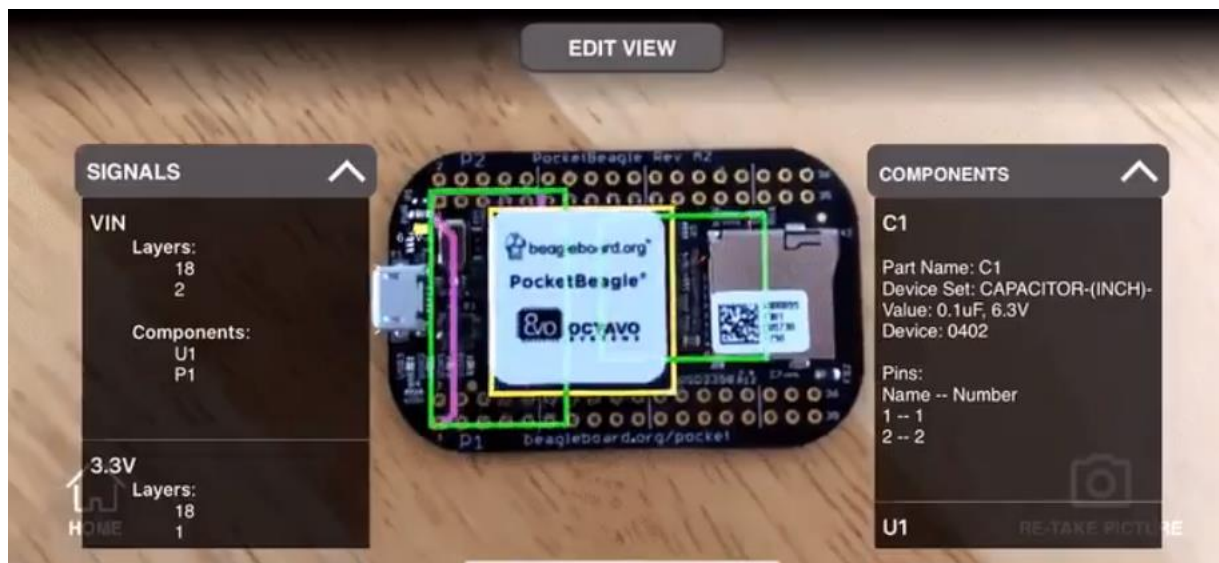 EDIT VIEW
SIGNALS
VIN
Layers:
18
2
Components:
U1
P1
3.3V
Layers:
18
1
HOME
P2
PocketBeagle Rev A2
beagleboard.org
PocketBeagle®
OCTAVO
SYSTEMS
P1
beagleboard.org/pocket
COMPONENTS
C1
Part Name: C1
Device Set: CAPACITOR-(INCH)-
Value: 0.1uF, 6.3V
Device: 0402
Pins:
Name -- Number
1 -- 1
2 -- 2
U1
RE-TAKE PICTURE